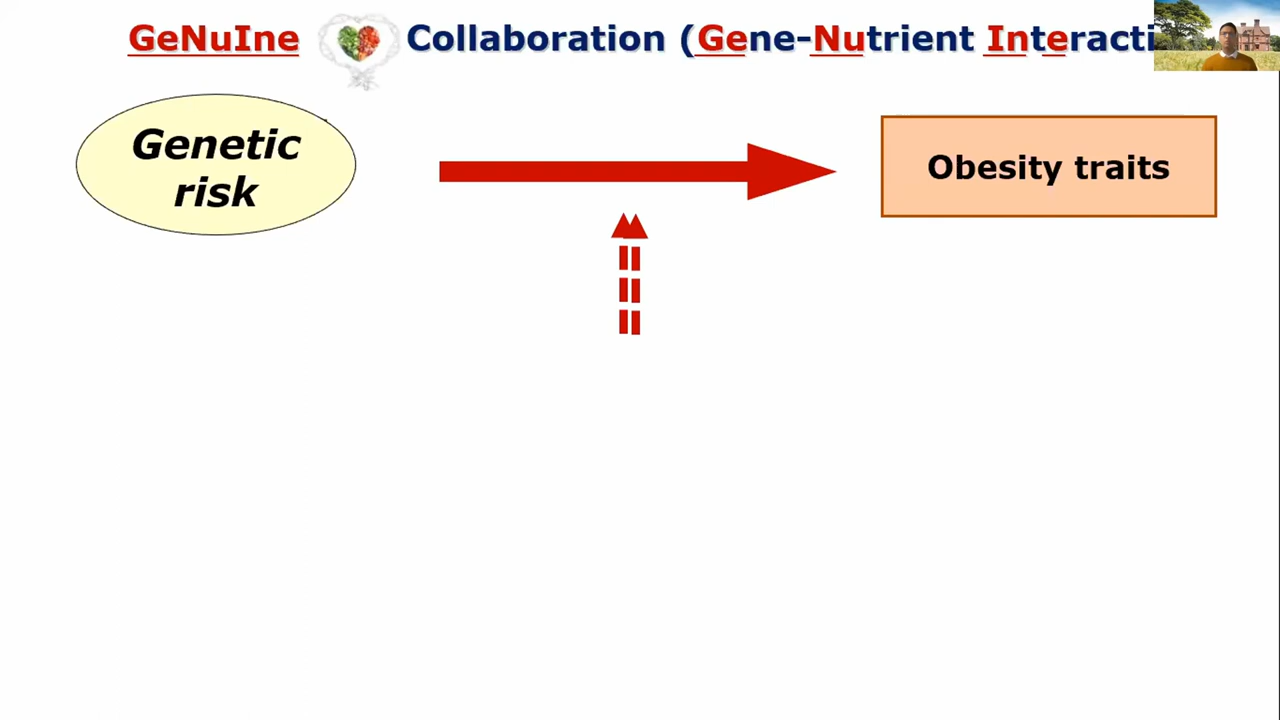 GeNuIne Collaboration (Gene-Nutrient Interacti
Genetic
risk
Obesity traits